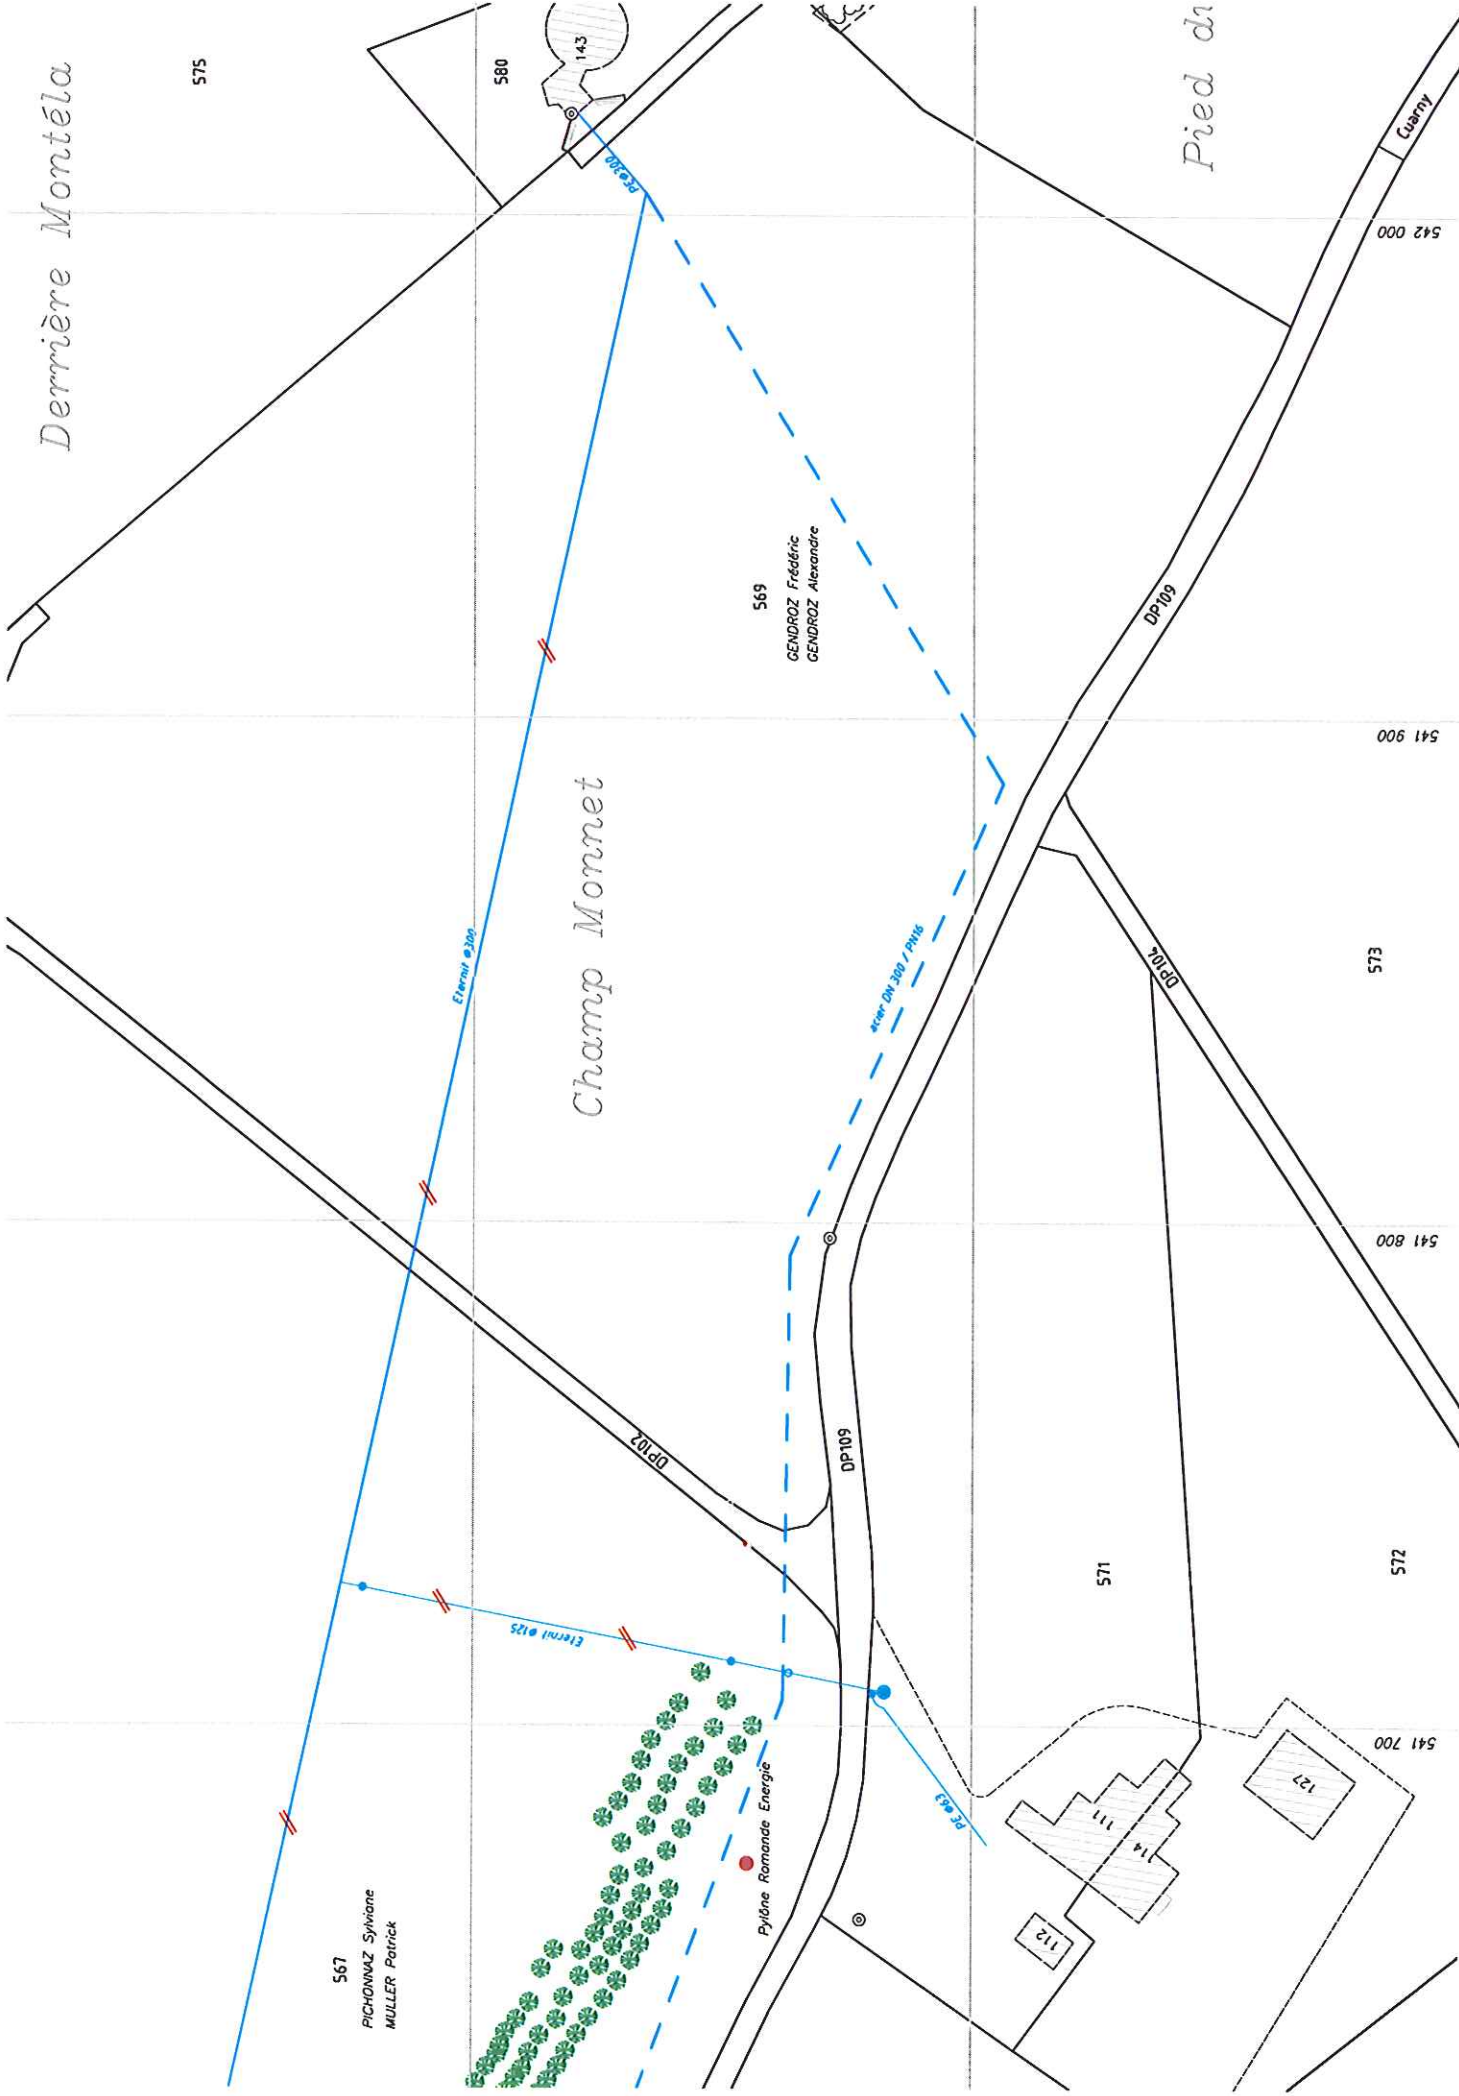 Derrière Montéla
575
580
143
PE ø200
Pied du
Cuarny
542 000
569
GENDROZ Frédéric
GENDROZ Alexandre
DP109
541 900
Champ Monnet
Eternit ø300
acier DN 300 / PN16
DP104
573
541 800
DP102
DP109
571
572
Eternit ø125
541 700
PE ø63
127
111
114
112
Pylône Romande Energie
567
PICHONNAZ Sylviane
MULLER Patrick